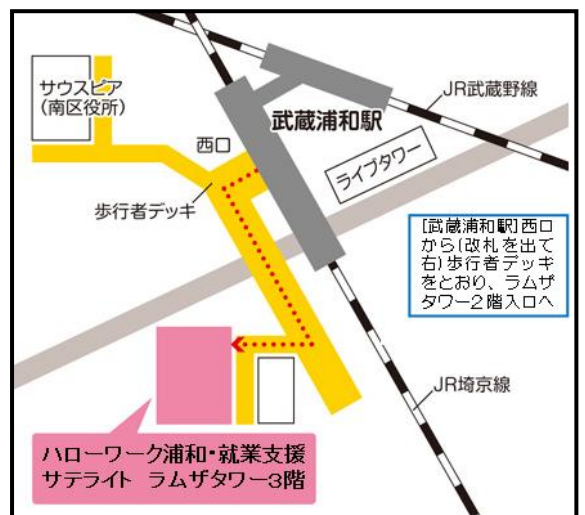 サウスピア
（南区役所）
JR武蔵野線
武蔵浦和駅
西口
ライブタワー
歩行者デッキ
[武蔵浦和駅]西口
から(改札を出て
右)歩行者デッキ
をとおり、ラムザ
タワー２階入口へ
JR埼京線
ハローワーク浦和・就業支援
サテライト ラムザタワー3階